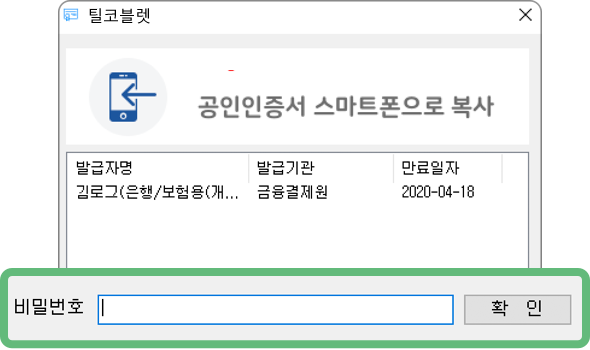 틸코블렛
공인인증서 스마트폰으로 복사
발급자명 발급기관 만료일자
김로그(은행/보험용(개... 금융결제원 2020-04-18
비밀번호 확 인